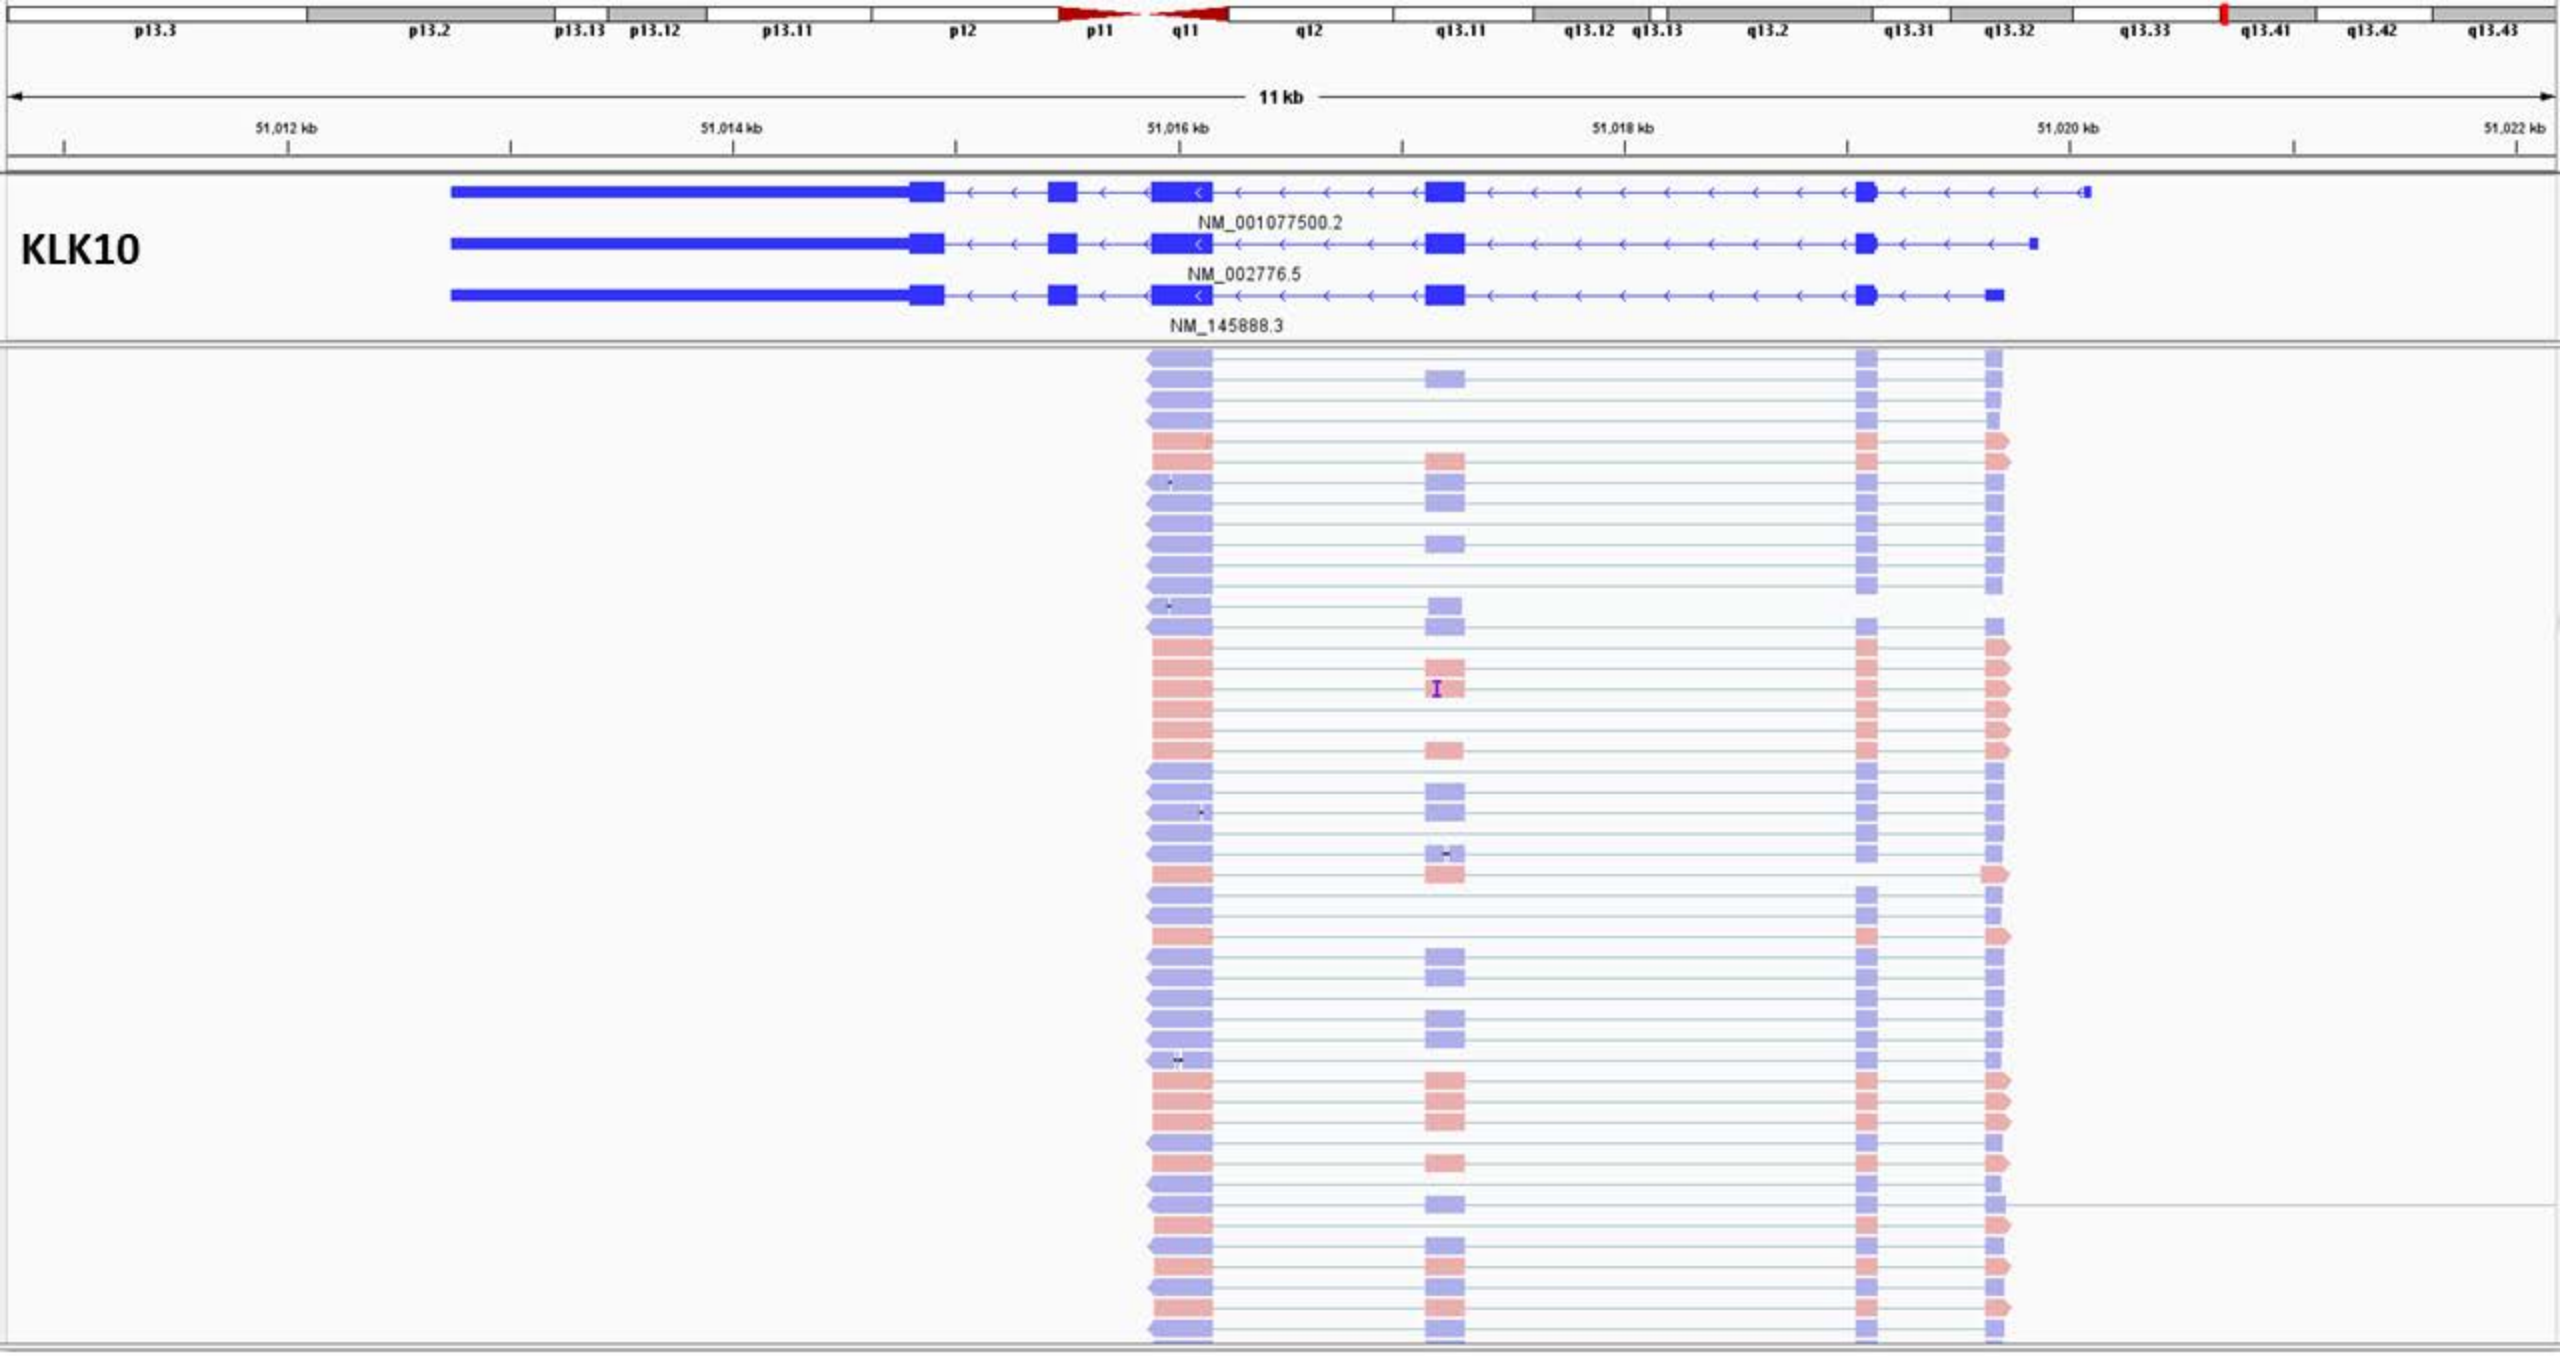 p13.3 p13.2 p13.13 p13.12 p13.11 p12 p11 q11 q12 q13.11 q13.12 q13.13 q13.2 q13.31 q13.32 q13.33 q13.41 q13.42 q13.43
11 kb
51,012 kb 51,014 kb 51,016 kb 51,018 kb 51,020 kb 51,022 kb
NM_001077500.2
KLK10
NM_002776.5
NM_145888.3